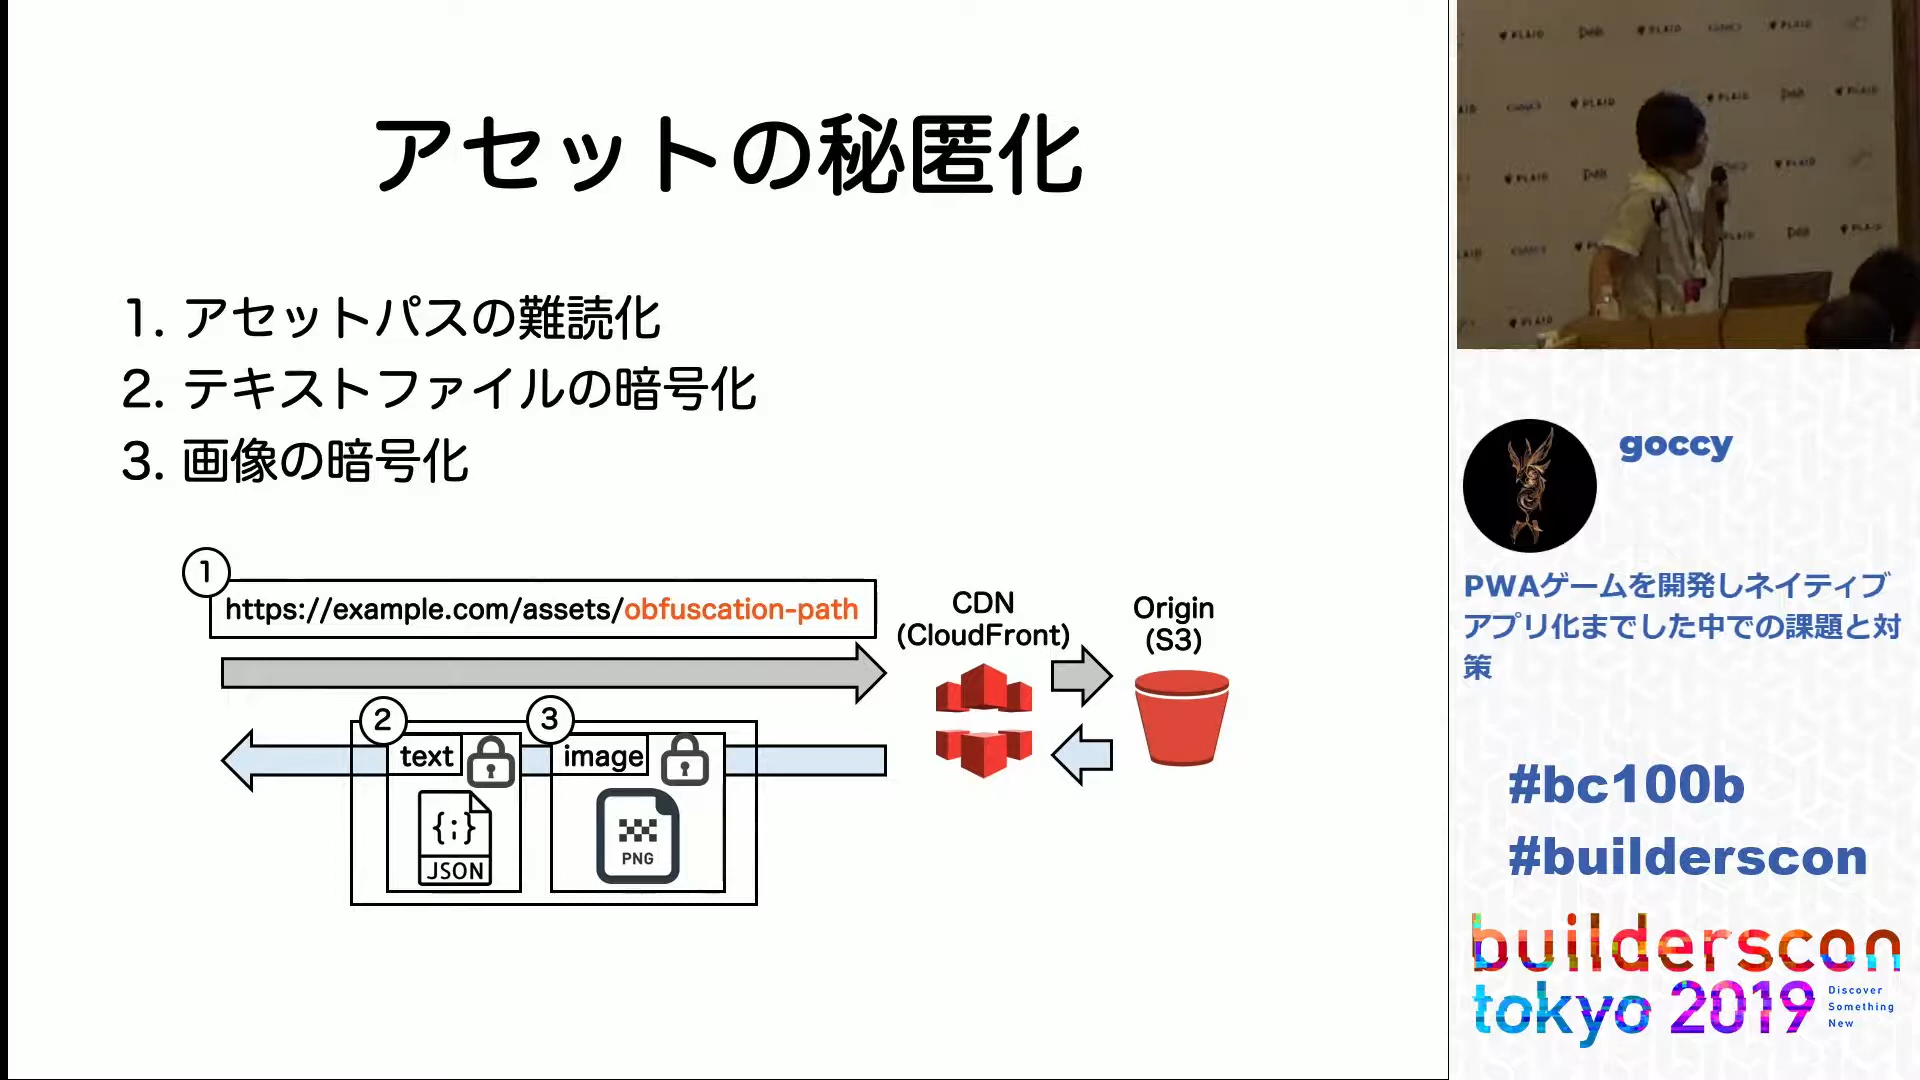 アセットの秘匿化
1. アセットパスの難読化
2. テキストファイルの暗号化
3. 画像の暗号化
1
https://example.com/assets/obfuscation-path
CDN
(CloudFront)
Origin
(S3)
2
text
3
image
{;}
JSON
PNG
PLAID
goccy
PWAゲームを開発しネイティブ
アプリ化までした中での課題と対
策
#bc100b
#builderscon
builderscon
tokyo 2019
Discover
Something
New